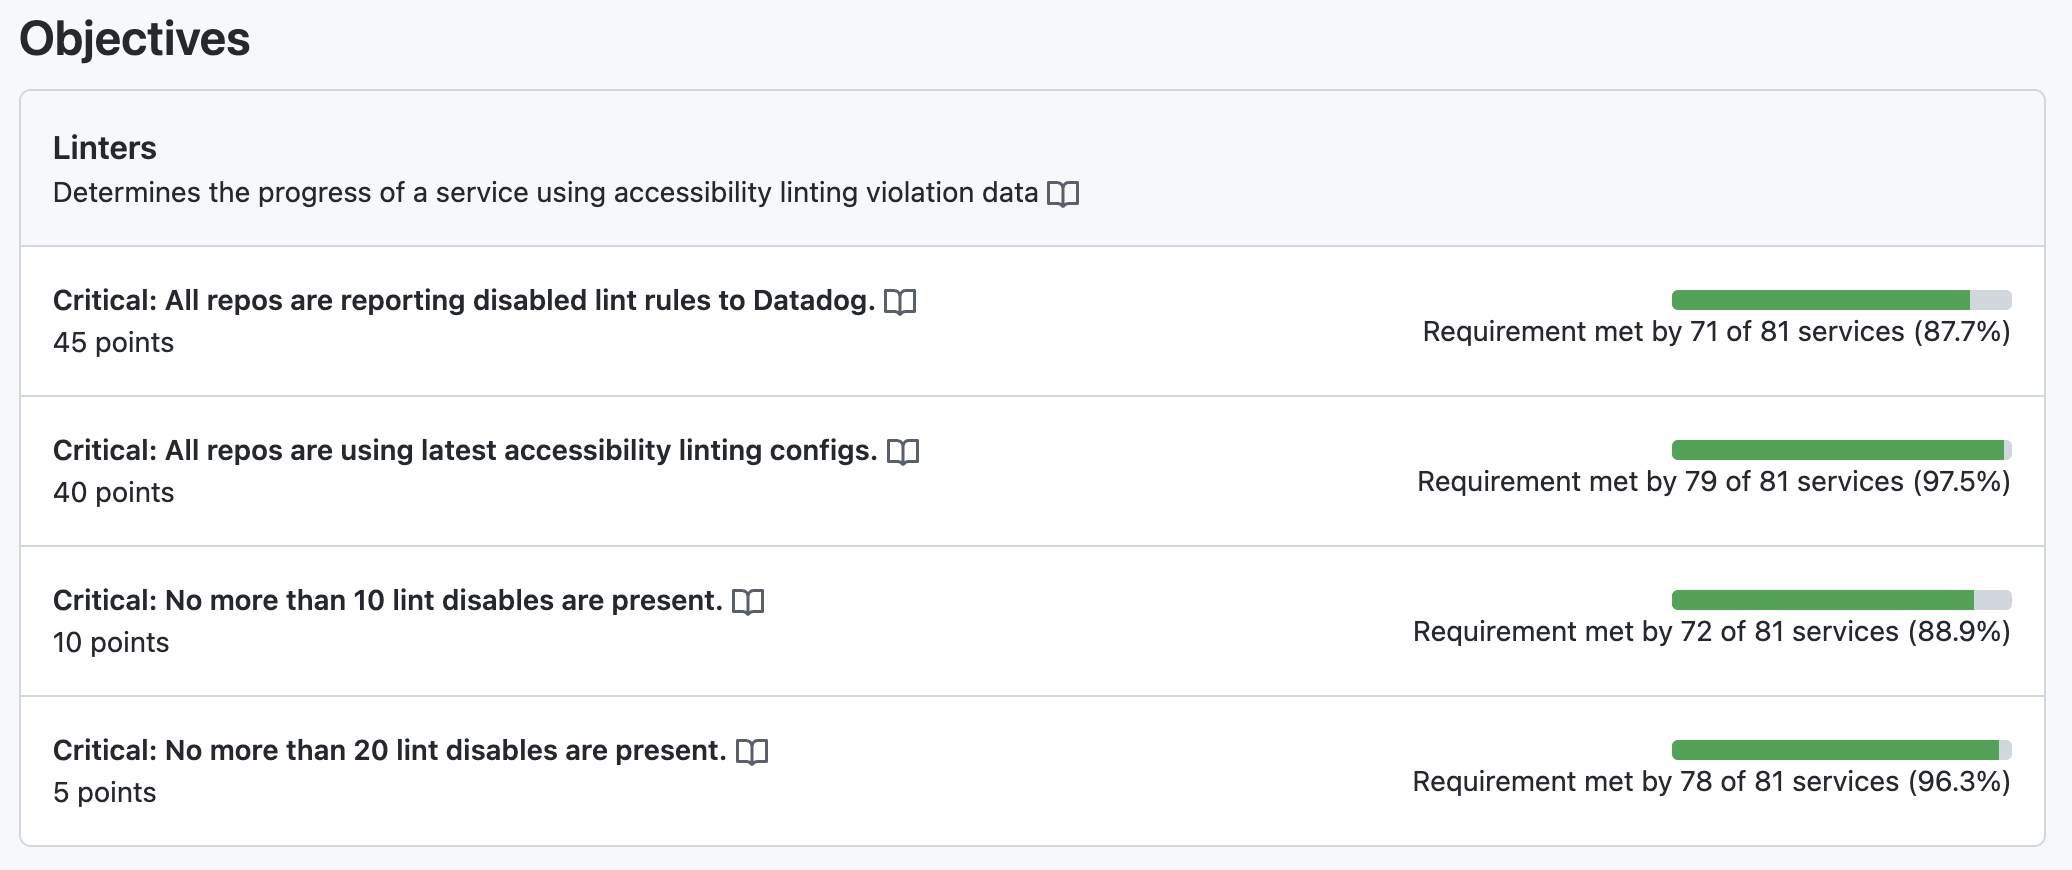 Objectives
Linters
Determines the progress of a service using accessibility linting violation data
Critical: All repos are reporting disabled lint rules to Datadog.
45 points
Requirement met by 71 of 81 services (87.7%)
Critical: All repos are using latest accessibility linting configs.
40 points
Requirement met by 79 of 81 services (97.5%)
Critical: No more than 10 lint disables are present.
10 points
Requirement met by 72 of 81 services (88.9%)
Critical: No more than 20 lint disables are present.
5 points
Requirement met by 78 of 81 services (96.3%)